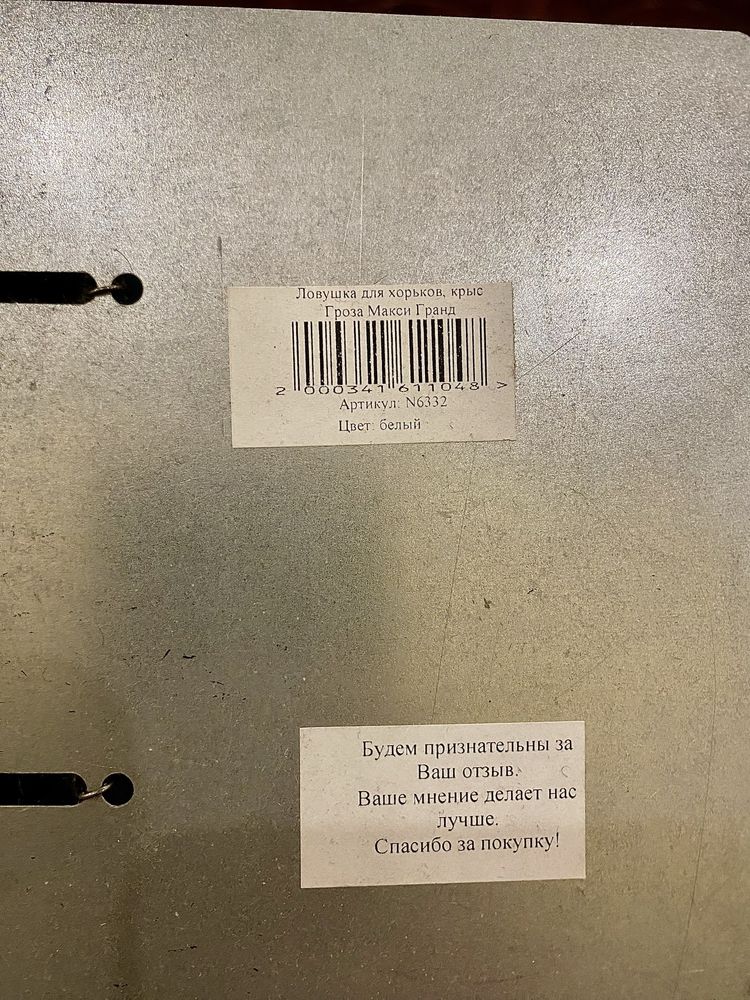 Ловушка для хорьков, крыс
Гроза Макси Гранд
2 000341 611048 >
Артикул: N6332
Цвет: белый
Будем признательны за
Ваш отзыв.
Ваше мнение делает нас
лучше.
Спасибо за покупку!